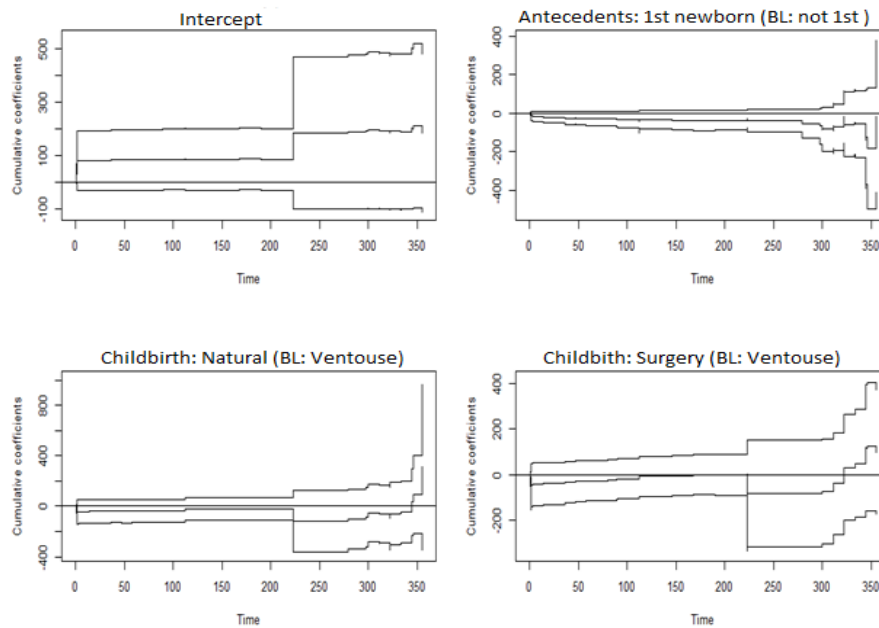 Intercept
Cumulative coefficients
500
300
100
-100
0 50 100 150 200 250 300 350
Time
Antecedents: 1st newborn (BL: not 1st )
Cumulative coefficients
400
200
0
-200
-400
0 50 100 150 200 250 300 350
Time
Childbirth: Natural (BL: Ventouse)
Cumulative coefficients
800
400
0
-400
0 50 100 150 200 250 300 350
Time
Childbith: Surgery (BL: Ventouse)
Cumulative coefficients
400
200
0
-200
0 50 100 150 200 250 300 350
Time